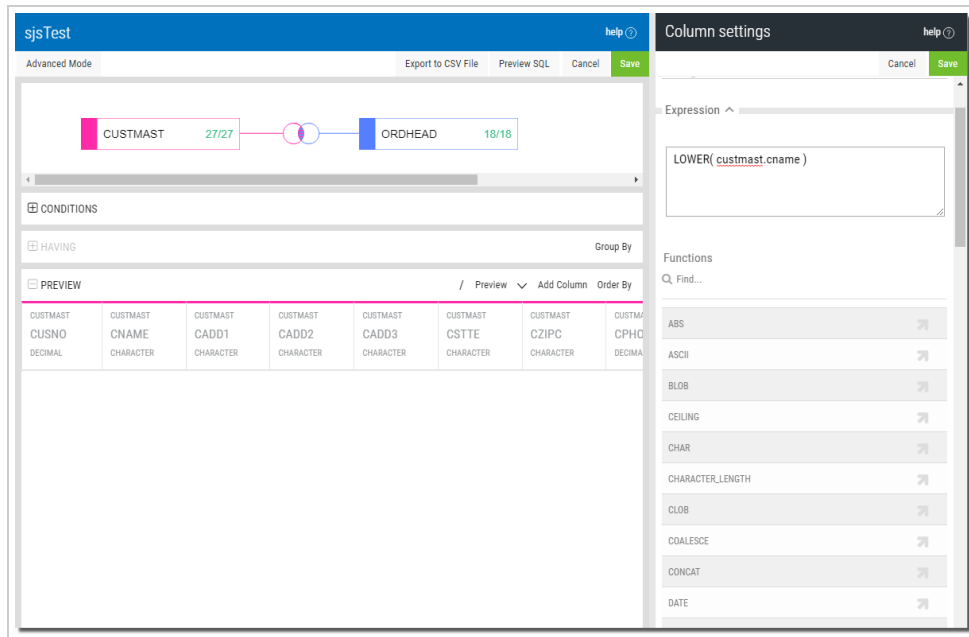 sjsTest help ?
Advanced Mode Export to CSV File Preview SQL Cancel Save
CUSTMAST 27/27 ORDHEAD 18/18
CONDITIONS
HAVING Group By
PREVIEW / Preview Add Column Order By
CUSTMAST CUSTMAST CUSTMAST CUSTMAST CUSTMAST CUSTMAST CUSTMAST CUSTMA
CUSNO CNAME CADD1 CADD2 CADD3 CSTTE CZIPC CPHO
DECIMAL CHARACTER CHARACTER CHARACTER CHARACTER CHARACTER CHARACTER DECIMA
Column settings help ?
Cancel Save
Expression
LOWER( custmast.cname )
Functions
Find...
ABS
ASCII
BLOB
CEILING
CHAR
CHARACTER_LENGTH
CLOB
COALESCE
CONCAT
DATE